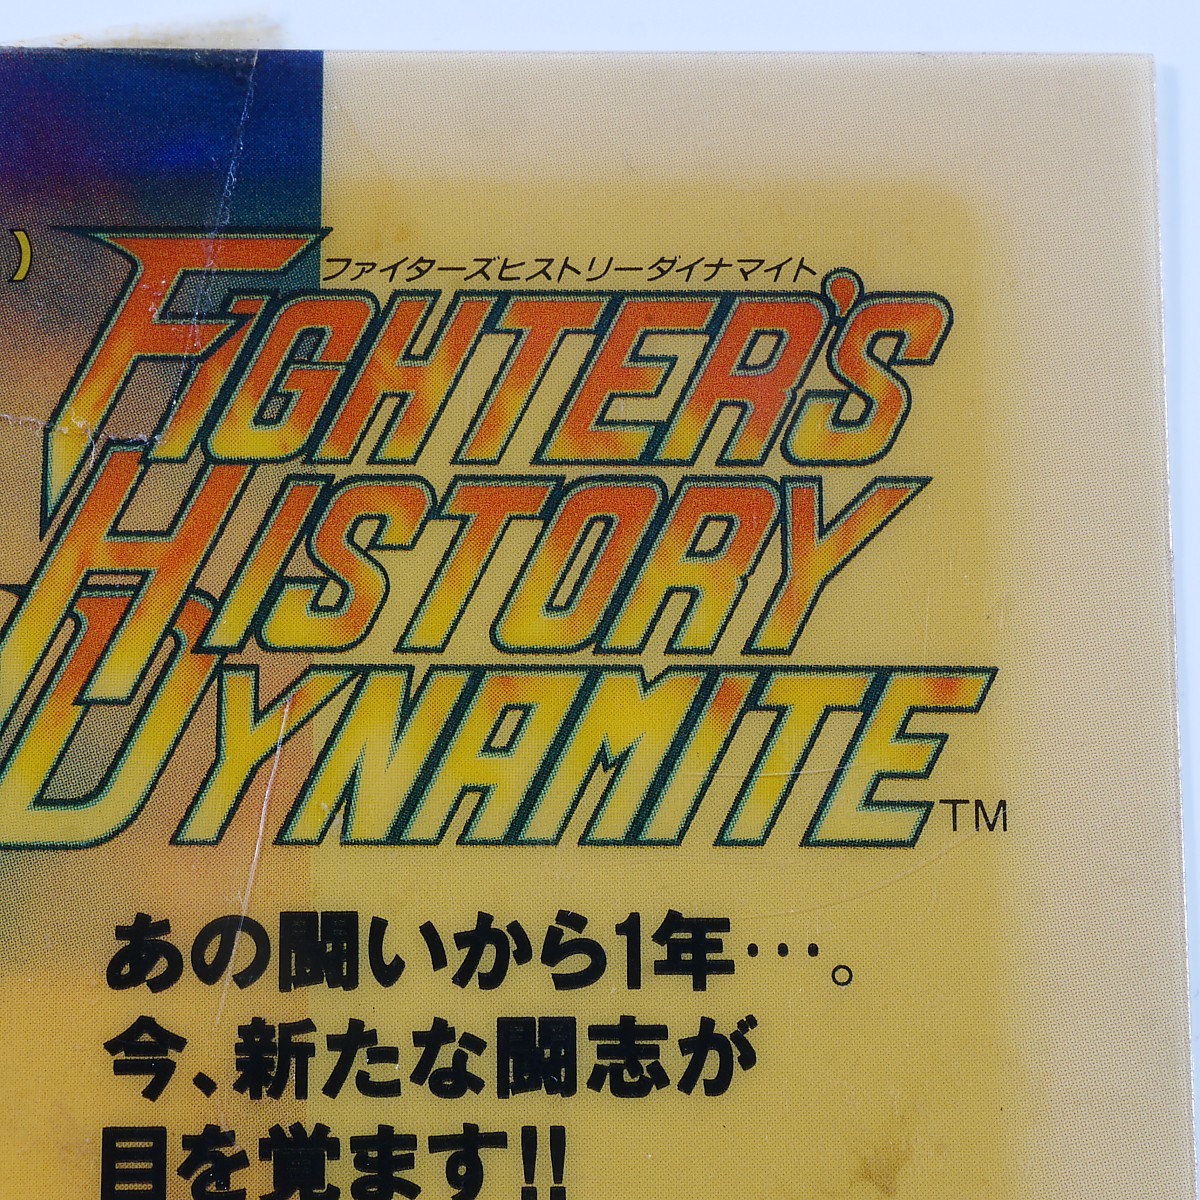 )
ファイターズヒストリーダイナマイト
FIGHTER'S
HISTORY
DYNAMITE TM
あの闘いから1年…。
今、新たな闘志が
目を覚ます!!